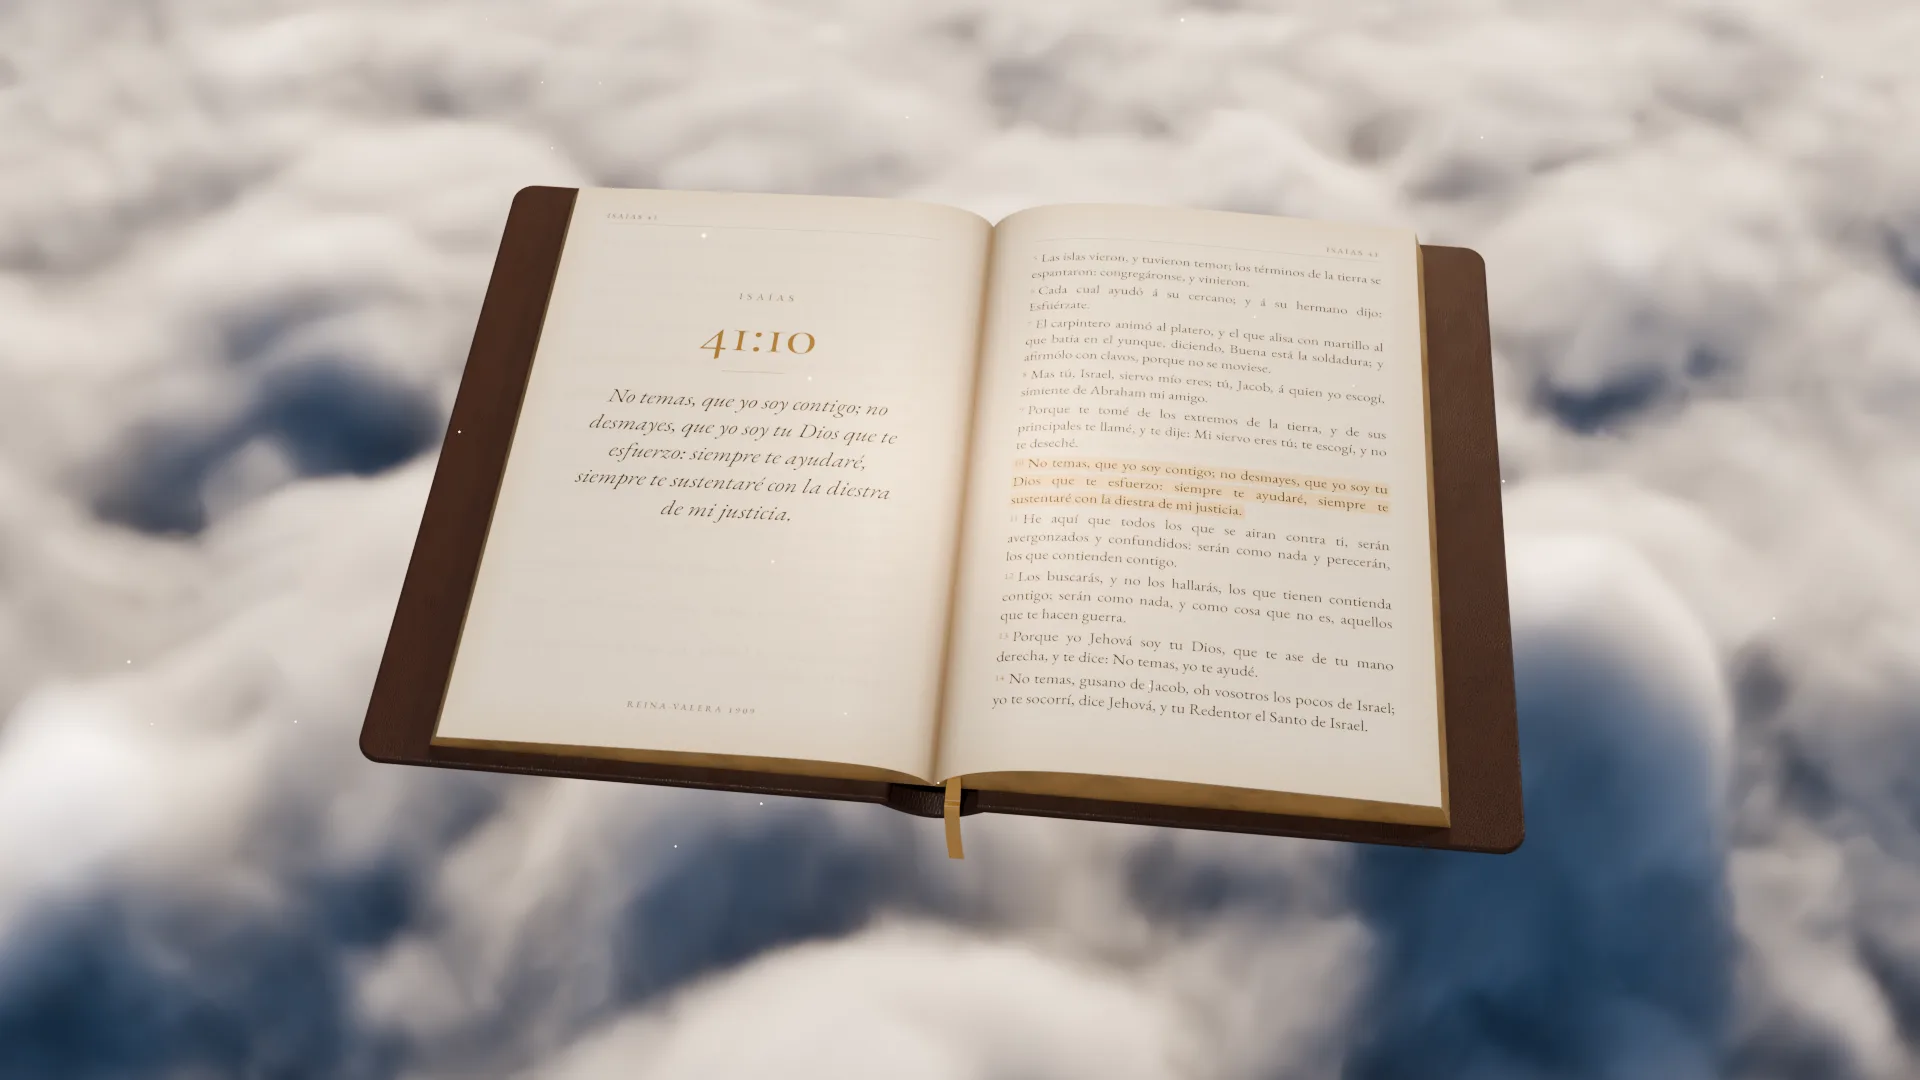 ISAÍAS 41
ISAÍAS
41:10
No temas, que yo soy contigo; no
desmayes, que yo soy tu Dios que te
esfuerzo: siempre te ayudaré,
siempre te sustentaré con la diestra
de mi justicia.
REINA-VALERA 1909
ISAÍAS 41
5 Las islas vieron, y tuvieron temor; los términos de la tierra se
espantaron: congregáronse, y vinieron.
6 Cada cual ayudó á su cercano; y á su hermano dijo:
Esfuérzate.
7 El carpintero animó al platero, y el que alisa con martillo al
que batía en el yunque, diciendo, Buena está la soldadura; y
afirmólo con clavos, porque no se moviese.
8 Mas tú, Israel, siervo mío eres; tú, Jacob, á quien yo escogí,
simiente de Abraham mi amigo.
9 Porque te tomé de los extremos de la tierra, y de sus
principales te llamé, y te dije: Mi siervo eres tú; te escogí, y no
te deseché.
10 No temas, que yo soy contigo; no desmayes, que yo soy tu
Dios que te esfuerzo: siempre te ayudaré, siempre te
sustentaré con la diestra de mi justicia.
11 He aquí que todos los que se airan contra ti, serán
avergonzados y confundidos: serán como nada y perecerán,
los que contienden contigo.
12 Los buscarás, y no los hallarás, los que tienen contienda
contigo; serán como nada, y como cosa que no es, aquellos
que te hacen guerra.
13 Porque yo Jehová soy tu Dios, que te ase de tu mano
derecha, y te dice: No temas, yo te ayudé.
14 No temas, gusano de Jacob, oh vosotros los pocos de Israel;
yo te socorrí, dice Jehová, y tu Redentor el Santo de Israel.